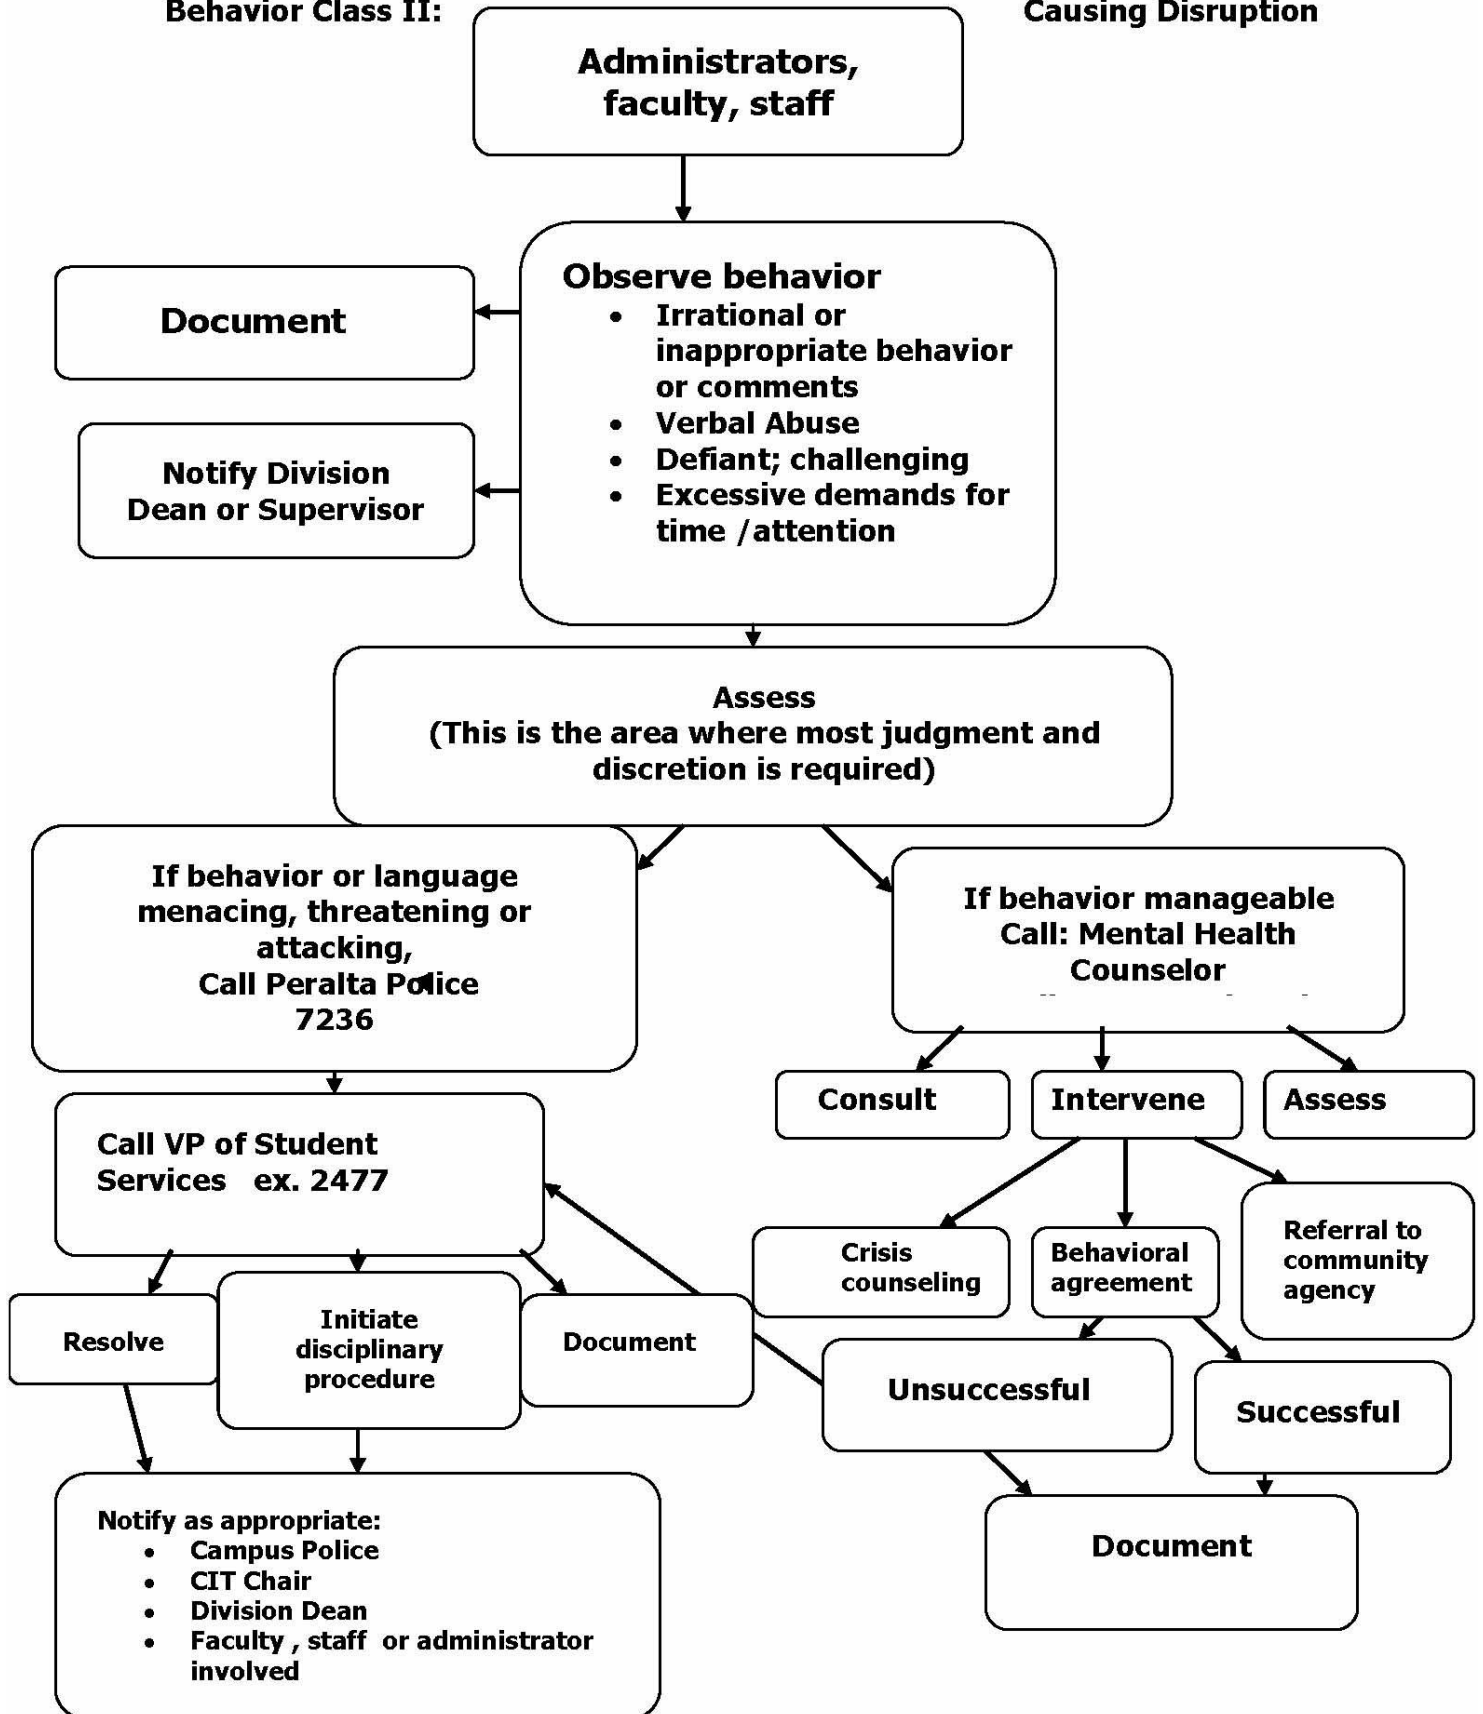 Behavior Class II: Causing Disruption
Administrators,
faculty, staff
Observe behavior
• Irrational or
inappropriate behavior
or comments
• Verbal Abuse
• Defiant; challenging
• Excessive demands for
time /attention
Document
Notify Division
Dean or Supervisor
Assess
(This is the area where most judgment and
discretion is required)
If behavior or language
menacing, threatening or
attacking,
Call Peralta Police
7236
If behavior manageable
Call: Mental Health
Counselor
Consult
Intervene
Assess
Call VP of Student
Services ex. 2477
Crisis
counseling
Behavioral
agreement
Referral to
community
agency
Resolve
Initiate
disciplinary
procedure
Document
Unsuccessful
Successful
Notify as appropriate:
• Campus Police
• CIT Chair
• Division Dean
• Faculty , staff or administrator
involved
Document